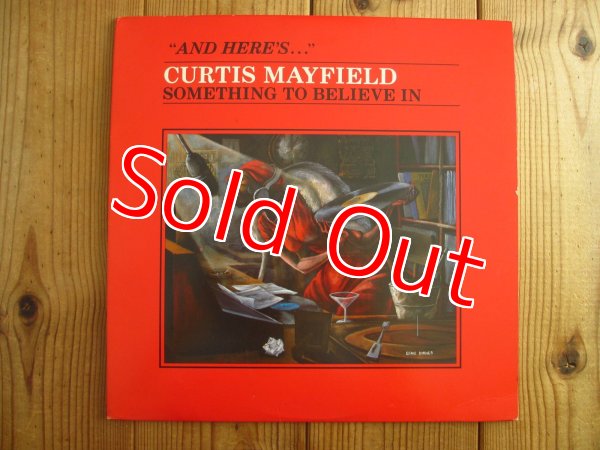 "AND HERE'S..."
CURTIS MAYFIELD
SOMETHING TO BELIEVE IN
Sold Out